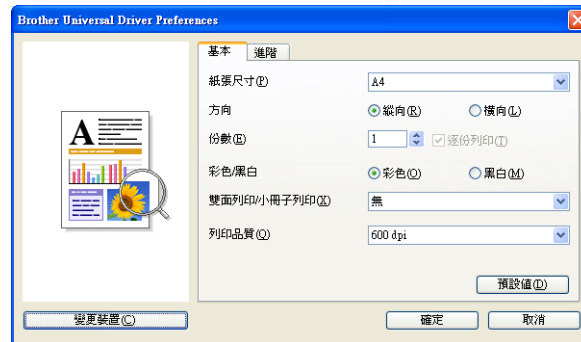 Brother Universal Driver Preferences
基本 進階
紙張尺寸(P) A4
方向 縱向(R) 橫向(L)
份數(E) 1 逐份列印(T)
彩色/黑白 彩色(O) 黑白(M)
雙面列印/小冊子列印(X) 無
列印品質(Q) 600 dpi
A
預設值(D)
變更裝置(C) 確定 取消